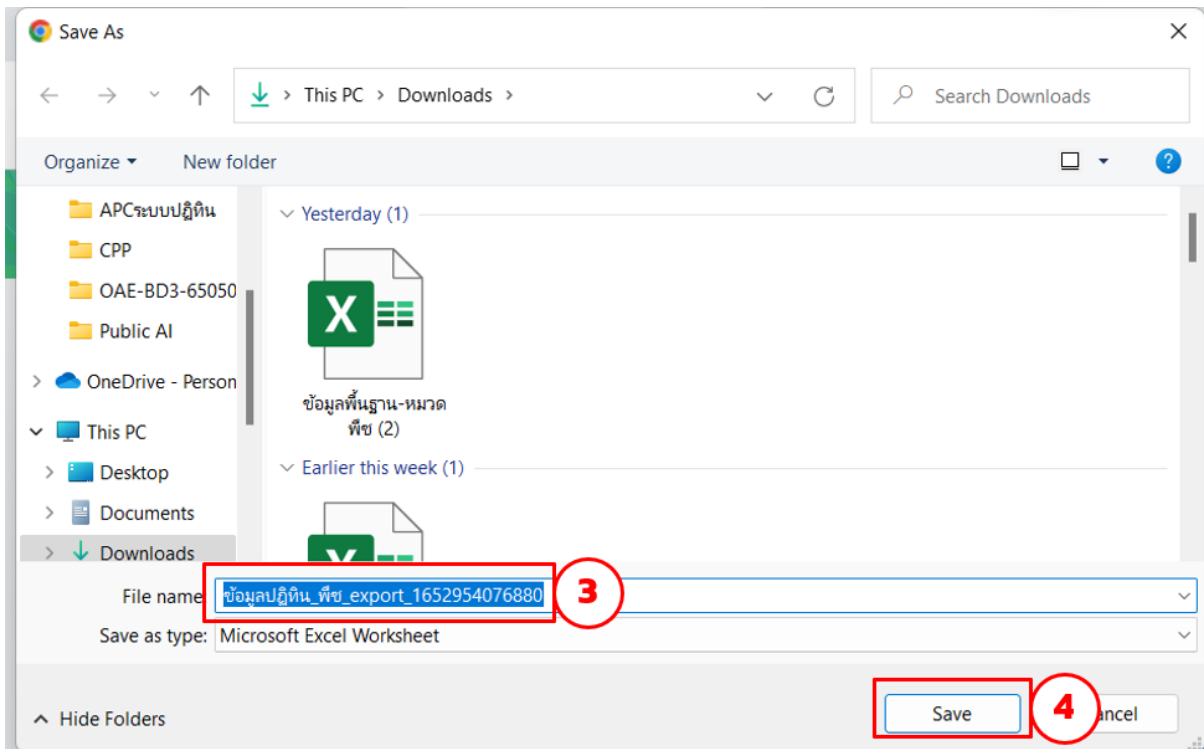 Save As
This PC > Downloads >
Search Downloads
Organize
New folder
?
APCระบบปฏิทิน
CPP
OAE-BD3-65050
Public AI
OneDrive - Person
This PC
Desktop
Documents
Downloads
Yesterday (1)
X
ข้อมูลพื้นฐาน-หมวด
พืช (2)
Earlier this week (1)
File name
ข้อมูลปฏิทิน_พืช_export_1652954076880
3
Save as type:
Microsoft Excel Worksheet
Hide Folders
Save
4
ancel